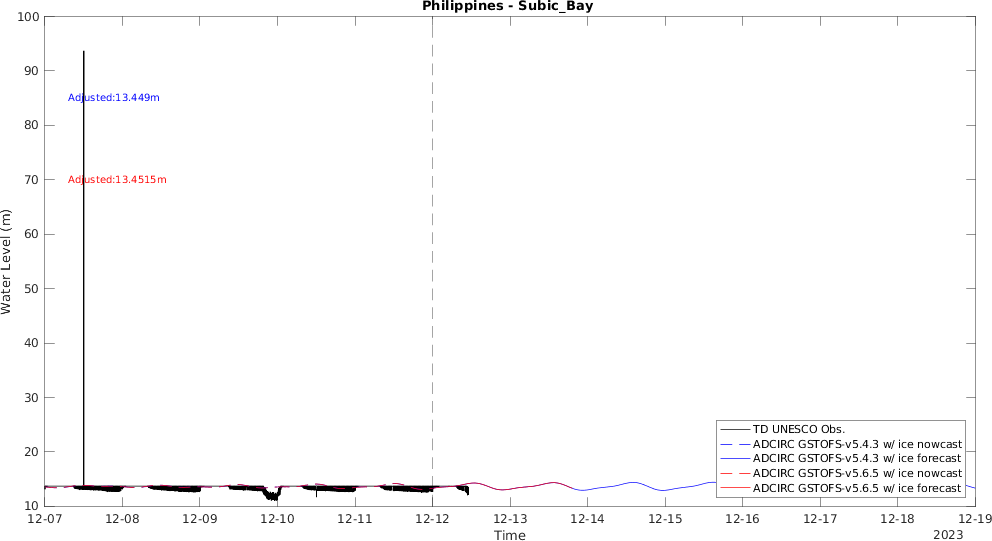 Philippines - Subic_Bay
100
90
80
70
60
50
40
30
20
10
Water Level (m)
Adjusted:13.449m
Adjusted:13.4515m
TD UNESCO Obs.
ADCIRC GSTOFS-v5.4.3 w/ ice nowcast
ADCIRC GSTOFS-v5.4.3 w/ ice forecast
ADCIRC GSTOFS-v5.6.5 w/ ice nowcast
ADCIRC GSTOFS-v5.6.5 w/ ice forecast
12-07 12-08 12-09 12-10 12-11 12-12 12-13 12-14 12-15 12-16 12-17 12-18 12-19
Time
2023